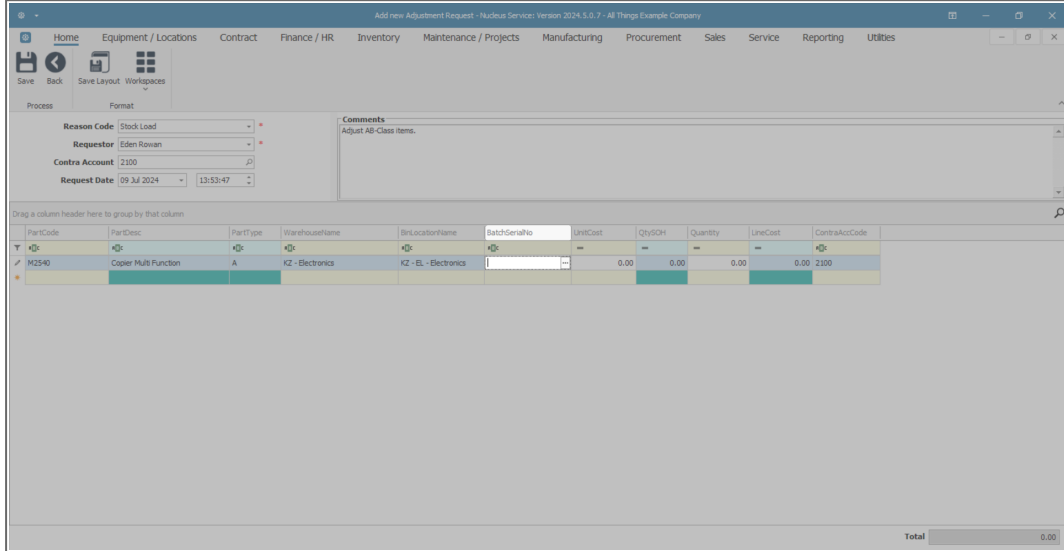 Add new Adjustment Request - Nucleus Service: Version 2024.5.0.7 - All Things Example Company
Home Equipment / Locations Contract Finance / HR Inventory Maintenance / Projects Manufacturing Procurement Sales Service Reporting Utilities
Save Back Save Layout Workspaces
Process Format
Reason Code Stock Load *
Requestor Eden Rowan *
Contra Account 2100
Request Date 09 Jul 2024 13:53:47
Comments
Adjust AB-Class items.
Drag a column header here to group by that column
PartCode PartDesc PartType WarehouseName BinLocationName BatchSerialNo UnitCost QtySOH Quantity LineCost ContraAccCode
M2540 Copier Multi Function A KZ - Electronics KZ - EL - Electronics 0.00 0.00 0.00 0.00 2100
Total 0.00